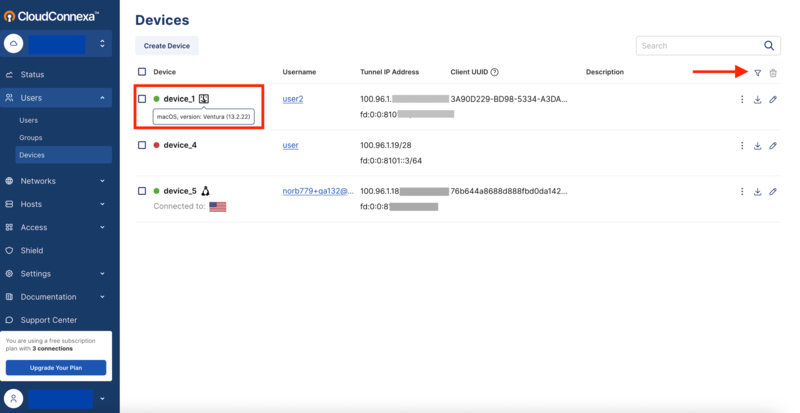 CloudConnexa™
Status
Users
Users
Groups
Devices
Networks
Hosts
Access
Shield
Settings
Documentation
Support Center
You are using a free subscription
plan with 3 connections
Upgrade Your Plan
Devices
Create Device
Search
Device Username Tunnel IP Address Client UUID Description
device_1 user2 100.96.1. 3A90D229-BD98-5334-A3DA...
macOS, version: Ventura (13.2.22) fd:0:0:810
device_4 user 100.96.1.19/28
fd:0:0:8101::3/64
device_5 norb779+qa132@... 100.96.1.18 76b644a8688d888fbd0da142...
Connected to: fd:0:0:8